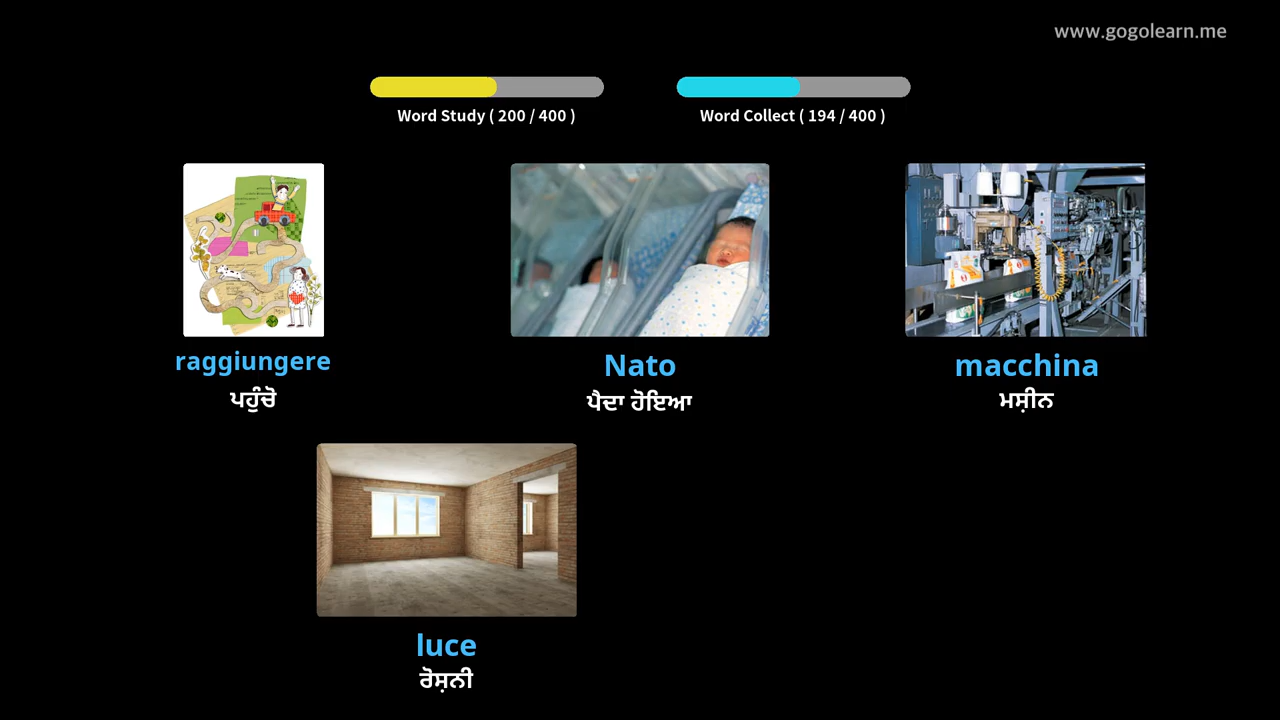 www.gogolearn.me
Word Study ( 200 / 400 )
Word Collect ( 194 / 400 )
raggiungere
ਪਹੁੰਚੋ
Nato
ਪੈਦਾ ਹੋਇਆ
macchina
ਮਸ਼ੀਨ
luce
ਰੋਸ਼ਨੀ